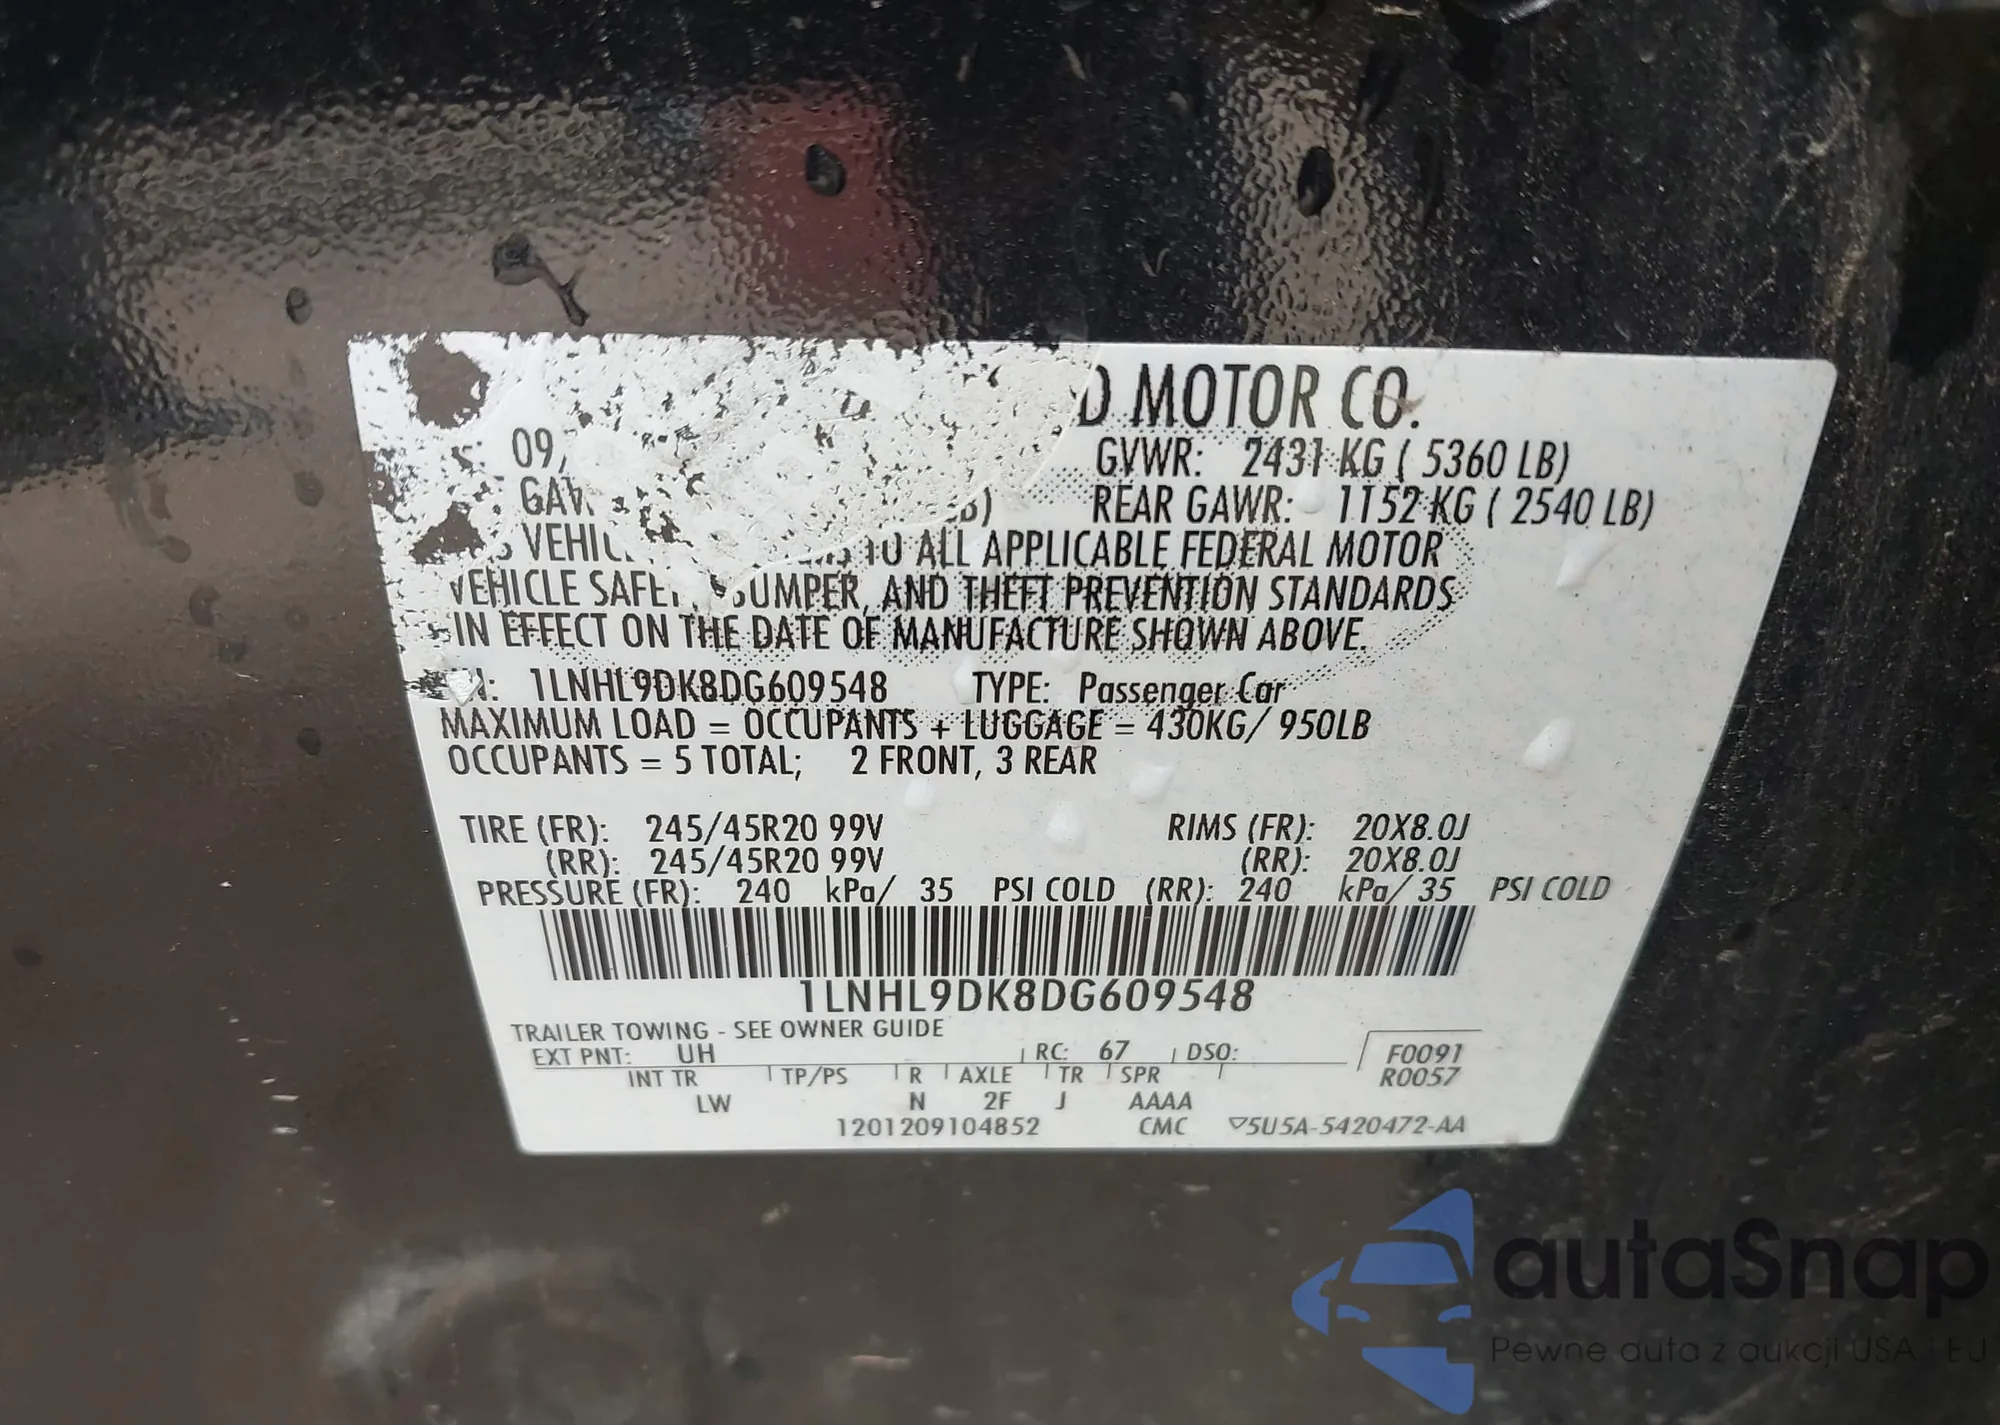 D MOTOR CO.
09/ GVWR: 2431 KG ( 5360 LB)
GAW B) REAR GAWR: 1152 KG ( 2540 LB)
VEHIC TO ALL APPLICABLE FEDERAL MOTOR
VEHICLE SAFE BUMPER, AND THEFT PREVENTION STANDARDS
IN EFFECT ON THE DATE OF MANUFACTURE SHOWN ABOVE.
1LNHL9DK8DG609548 TYPE: Passenger Car
MAXIMUM LOAD = OCCUPANTS + LUGGAGE = 430KG/ 950LB
OCCUPANTS = 5 TOTAL; 2 FRONT, 3 REAR
TIRE (FR): 245/45R20 99V RIMS (FR): 20X8.0J
(RR): 245/45R20 99V (RR): 20X8.0J
PRESSURE (FR): 240 kPa/ 35 PSI COLD (RR): 240 kPa/ 35 PSI COLD
1LNHL9DK8DG609548
TRAILER TOWING - SEE OWNER GUIDE
EXT PNT: UH RC: 67 DSO: F0091
INT TR TP/PS R AXLE TR SPR R0057
LW N 2F J AAAA
1201209104852 CMC ▽5U5A-5420472-AA
autaSnap
Pewne auta z aukcji USA i EU